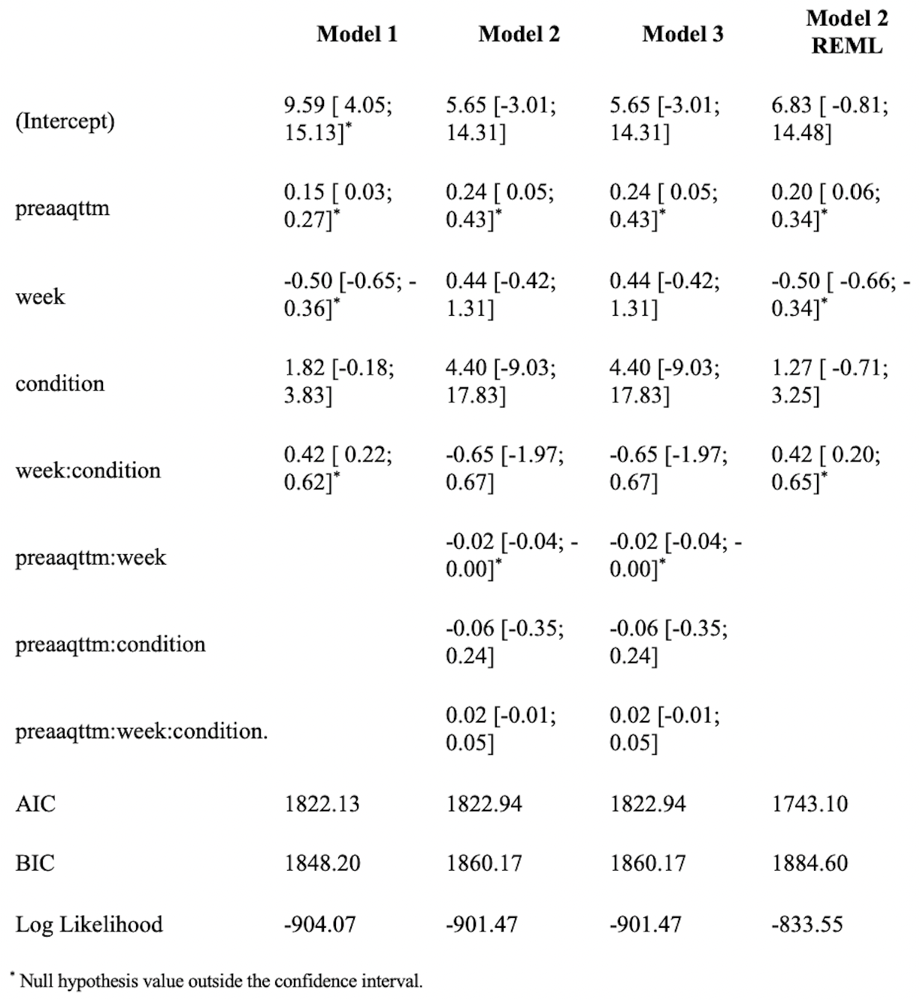 Model 1 Model 2 Model 3 Model 2
REML
(Intercept) 9.59 [ 4.05; 5.65 [-3.01; 5.65 [-3.01; 6.83 [ -0.81;
15.13]* 14.31] 14.31] 14.48]
preaaqttm 0.15 [ 0.03; 0.24 [ 0.05; 0.24 [ 0.05; 0.20 [ 0.06;
0.27]* 0.43]* 0.43]* 0.34]*
week -0.50 [-0.65; - 0.44 [-0.42; 0.44 [-0.42; -0.50 [ -0.66; -
0.36]* 1.31] 1.31] 0.34]*
condition 1.82 [-0.18; 4.40 [-9.03; 4.40 [-9.03; 1.27 [ -0.71;
3.83] 17.83] 17.83] 3.25]
week:condition 0.42 [ 0.22; -0.65 [-1.97; -0.65 [-1.97; 0.42 [ 0.20;
0.62]* 0.67] 0.67] 0.65]*
preaaqttm:week -0.02 [-0.04; - -0.02 [-0.04; -
0.00]* 0.00]*
preaaqttm:condition -0.06 [-0.35; -0.06 [-0.35;
0.24] 0.24]
preaaqttm:week:condition. 0.02 [-0.01; 0.02 [-0.01;
0.05] 0.05]
AIC 1822.13 1822.94 1822.94 1743.10
BIC 1848.20 1860.17 1860.17 1884.60
Log Likelihood -904.07 -901.47 -901.47 -833.55
* Null hypothesis value outside the confidence interval.